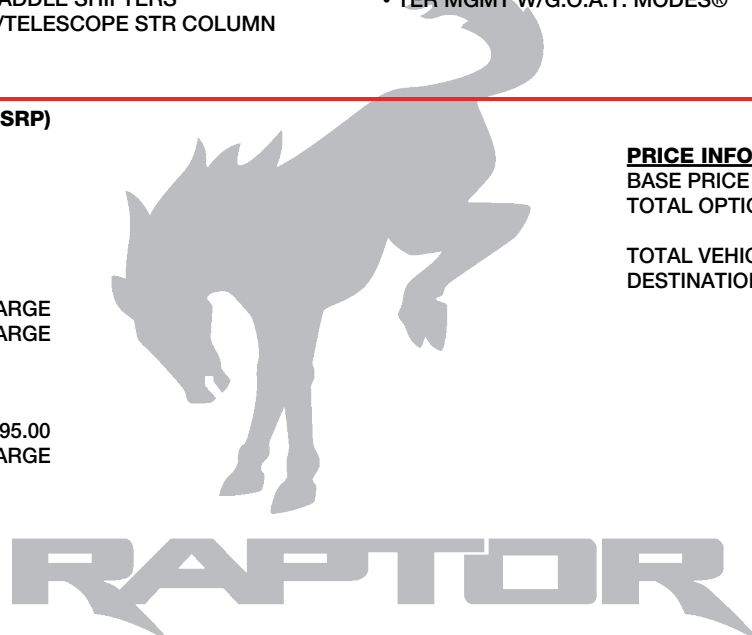 ADDLE SHIFTERS
/TELESCOPE STR COLUMN
• TER MGMT W/G.O.A.T. MODES®
SRP)
ARGE
ARGE
95.00
ARGE
PRICE INFO
BASE PRICE
TOTAL OPTIO
TOTAL VEHIC
DESTINATION
RAPTOR